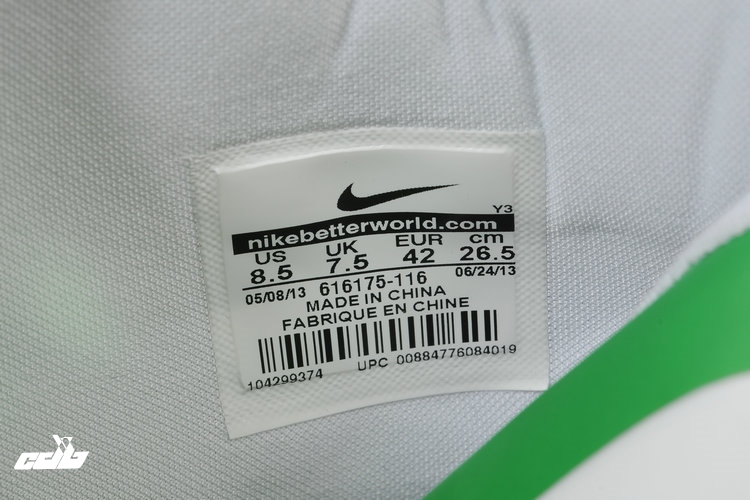 Y3
nikebetterworld.com
US UK EUR cm
8.5 7.5 42 26.5
05/08/13 616175-116 06/24/13
MADE IN CHINA
FABRIQUE EN CHINE
104299374 UPC 00884776084019
cdb